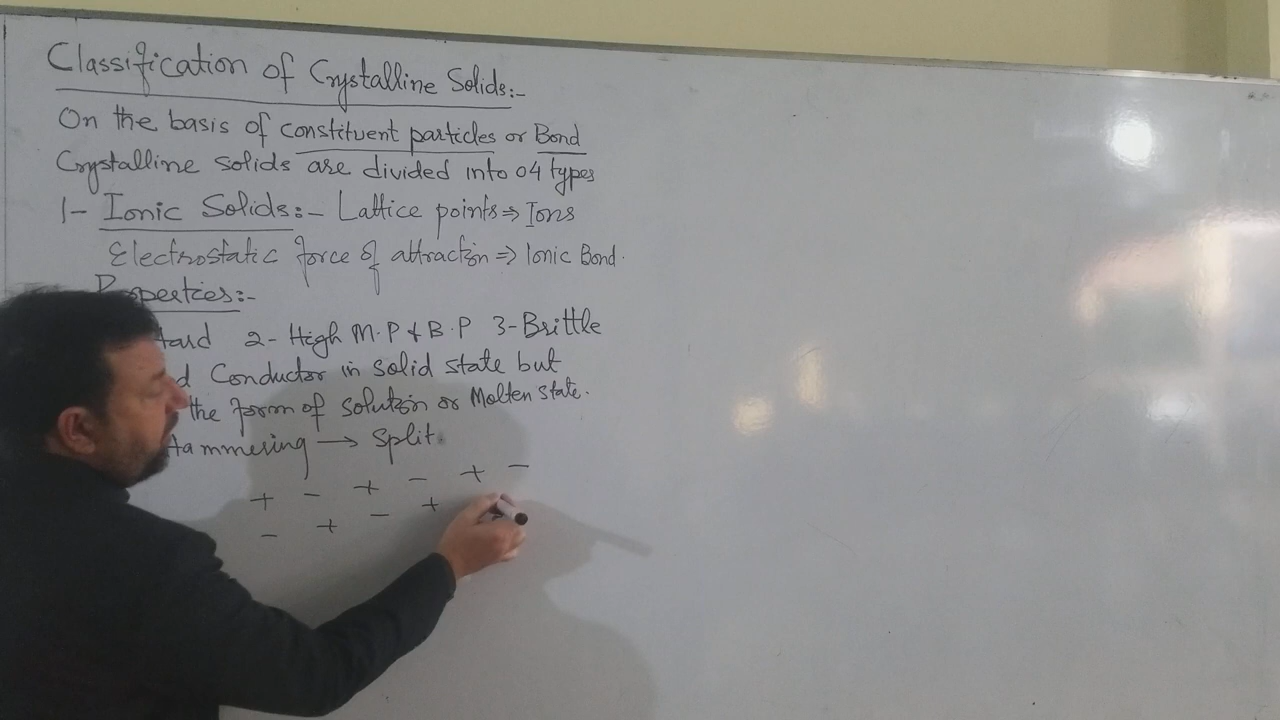 Classification of Crystalline Solids:-
On the basis of constituent particles or Bond
Crystalline solids are divided into 04 types
1- Ionic Solids:- Lattice points ⇒ Ions
Electrostatic force of attraction ⇒ Ionic Bond.
Properties:-
Hard 2- High M.P & B.P 3- Brittle
Conductor in solid state but
the form of solution or Molten state.
Hammering → Split
+ - + - + -
- + - +